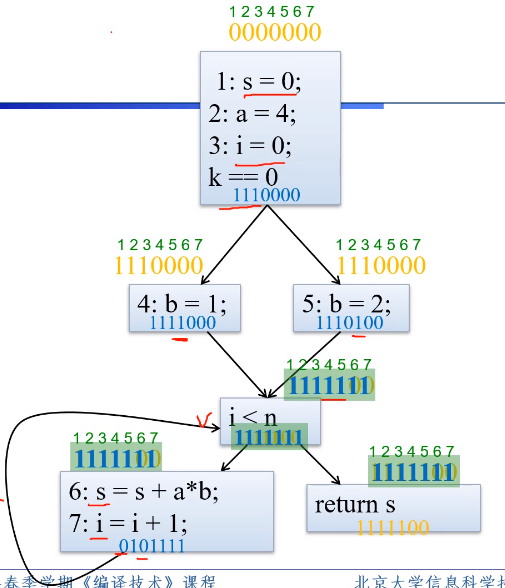 1 2 3 4 5 6 7
0000000
1: s = 0;
2: a = 4;
3: i = 0;
k == 0
1110000
1 2 3 4 5 6 7
1110000
1 2 3 4 5 6 7
1110000
4: b = 1;
1111000
5: b = 2;
1110100
1 2 3 4 5 6 7
i < n
1 2 3 4 5 6 7
6: s = s + a*b;
7: i = i + 1;
0101111
1 2 3 4 5 6 7
return s
1111100
春季学期《编译技术》课程
北京大学信息科学技